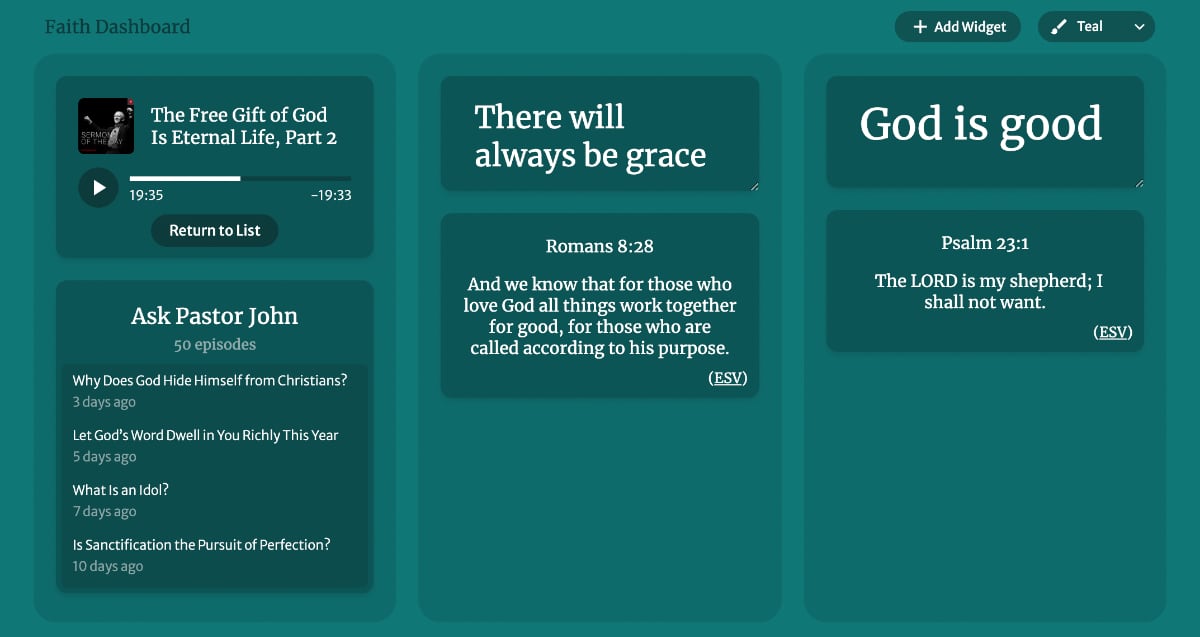 Faith Dashboard
Add Widget
Teal
SERMON
OF THE DAY
The Free Gift of God
Is Eternal Life, Part 2
19:35
-19:33
Return to List
Ask Pastor John
50 episodes
Why Does God Hide Himself from Christians?
3 days ago
Let God's Word Dwell in You Richly This Year
5 days ago
What Is an Idol?
7 days ago
Is Sanctification the Pursuit of Perfection?
10 days ago
There will
always be grace
Romans 8:28
And we know that for those who
love God all things work together
for good, for those who are
called according to his purpose.
(ESV)
God is good
Psalm 23:1
The LORD is my shepherd; I
shall not want.
(ESV)